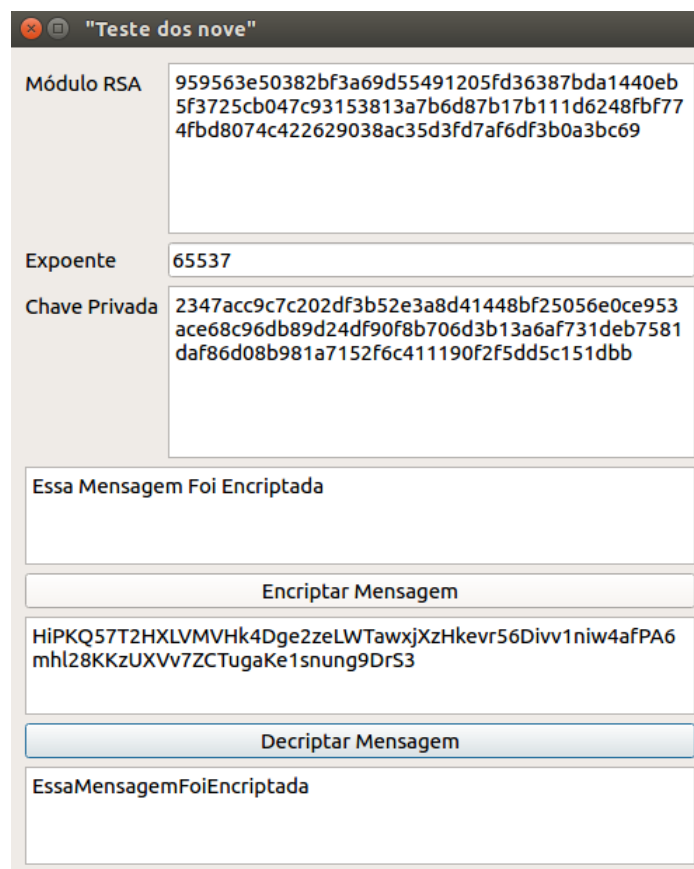 "Teste dos nove"
Módulo RSA
959563e50382bf3a69d55491205fd36387bda1440eb
5f3725cb047c93153813a7b6d87b17b111d6248fbf77
4fbd8074c422629038ac35d3fd7af6df3b0a3bc69
Expoente
65537
Chave Privada
2347acc9c7c202df3b52e3a8d41448bf25056e0ce953
ace68c96db89d24df90f8b706d3b13a6af731deb7581
daf86d08b981a7152f6c411190f2f5dd5c151dbb
Essa Mensagem Foi Encriptada
Encriptar Mensagem
HiPKQ57T2HXLVMVHk4Dge2zeLWTawxjXzHkevr56Divv1niw4afPA6
mhl28KKzUXVv7ZCTugaKe1snung9DrS3
Decriptar Mensagem
EssaMensagemFoiEncriptada